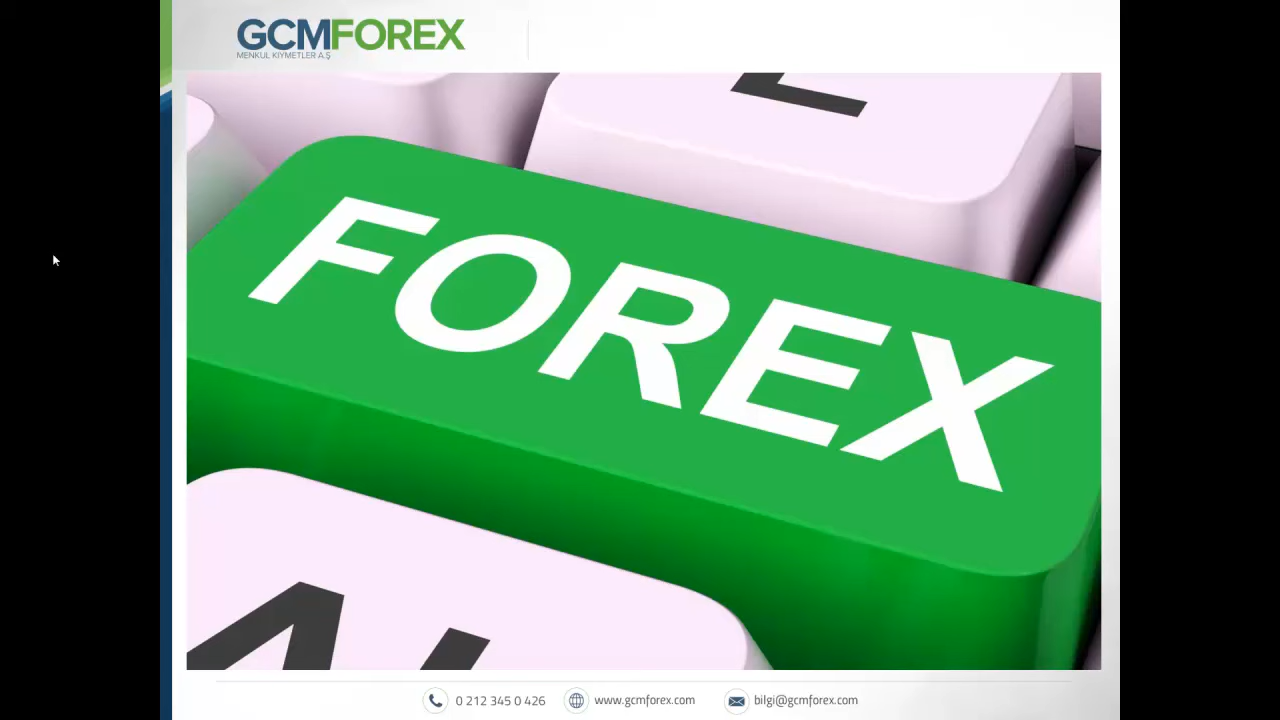 GCMFOREX
MENKUL KIYMETLER A.Ş
FOREX
0 212 345 0 426
www.gcmforex.com
bilgi@gcmforex.com